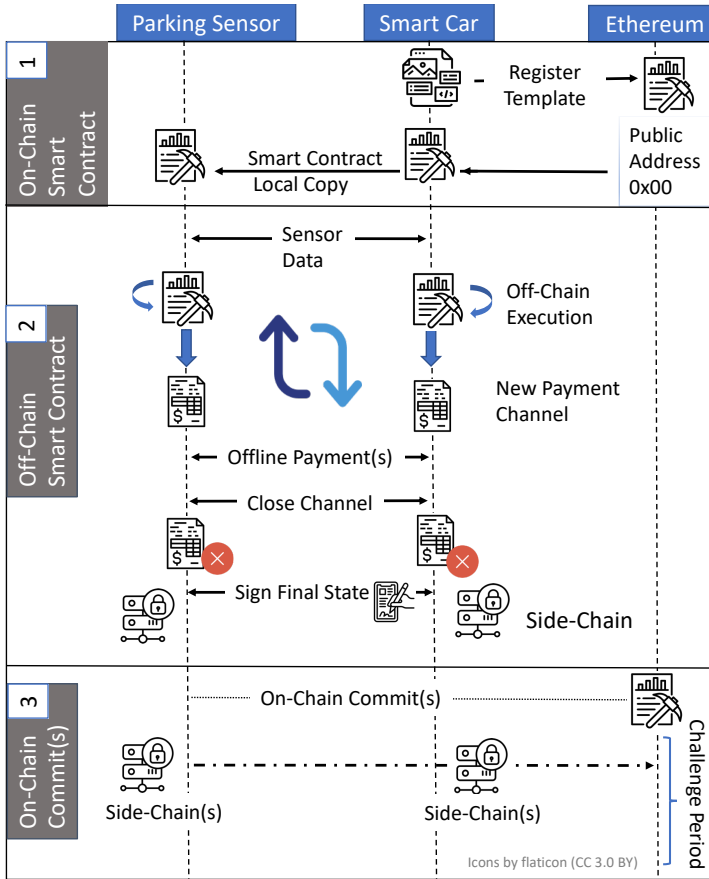 Parking Sensor
Smart Car
Ethereum
1
On-Chain
Smart
Contract
Register
Template
Smart Contract
Local Copy
Public
Address
0x00
2
Off-Chain
Smart Contract
Sensor
Data
Off-Chain
Execution
$
$
New Payment
Channel
Offline Payment(s)
Close Channel
$
$
Sign Final State
Side-Chain
3
On-Chain
Commit(s)
On-Chain Commit(s)
Side-Chain(s)
Side-Chain(s)
Challenge Period
Icons by flaticon (CC 3.0 BY)